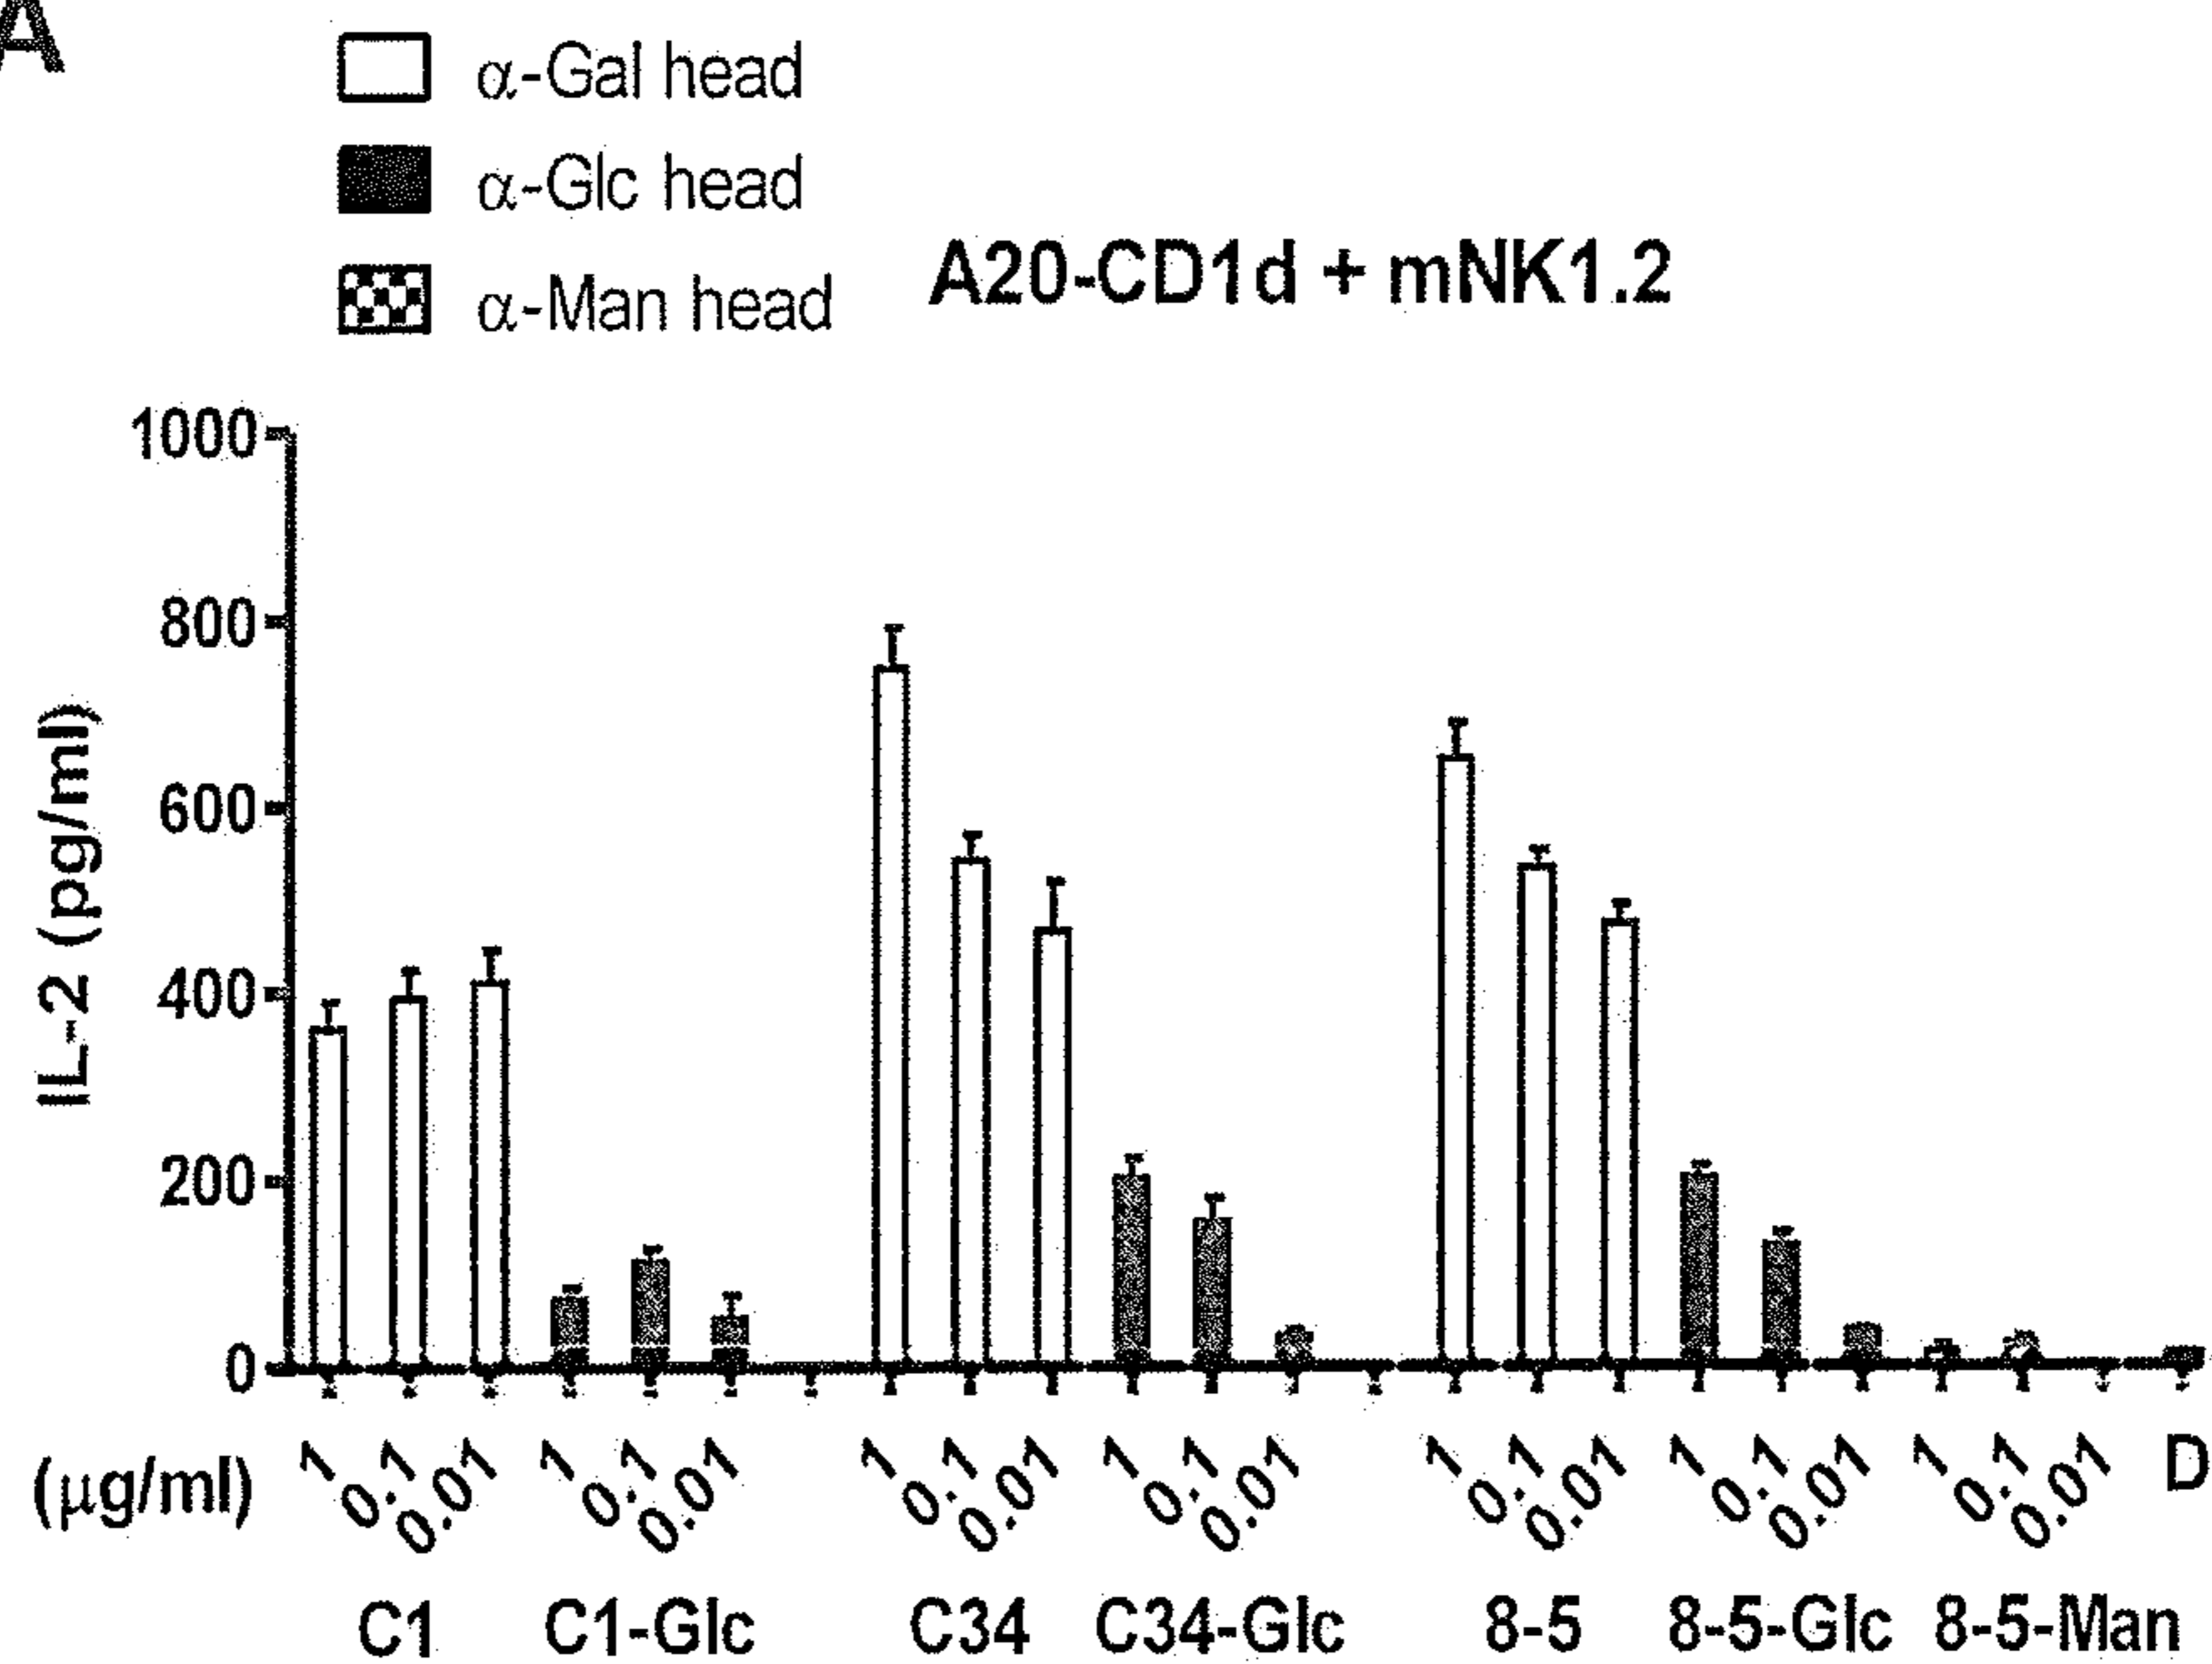 A
α-Gal head
α-Glc head
α-Man head
A20-CD1d + mNK1.2
IL-2 (pg/ml)
1000
800
600
400
200
0
(μg/ml) 1 0.1 0.01 1 0.1 0.01 1 0.1 0.01 1 0.1 0.01 1 0.1 0.01 1 0.1 0.01 1 0.1 0.01 D
C1 C1-Glc C34 C34-Glc 8-5 8-5-Glc 8-5-Man